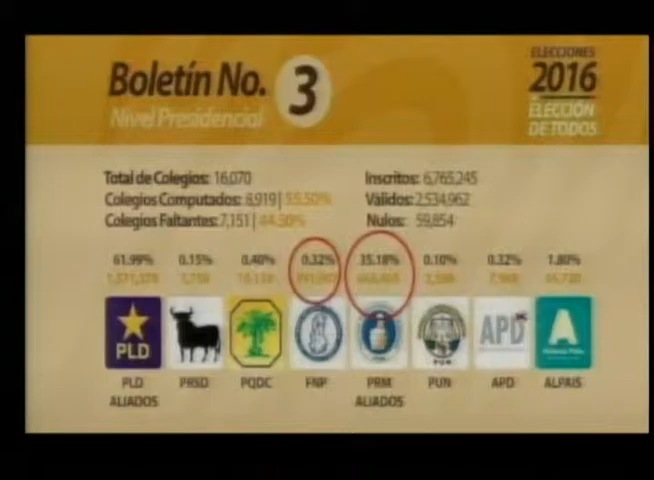 Boletín No. 3
Nivel Presidencial
ELECCIONES
2016
ELECCIÓN
DE TODOS
Total de Colegios: 16,070
Colegios Computados: 8,919 | 55.50%
Colegios Faltantes: 7,151 | 44.50%
Inscritos: 6,765,245
Válidos: 2,534,962
Nulos: 59,854
61.99% 0.15% 0.40% 0.32% 35.18% 0.10% 0.32% 1.80%
PLD APD A
PLD PRSD PQDC FNP PRM PUN APD ALPAIS
ALIADOS ALIADOS